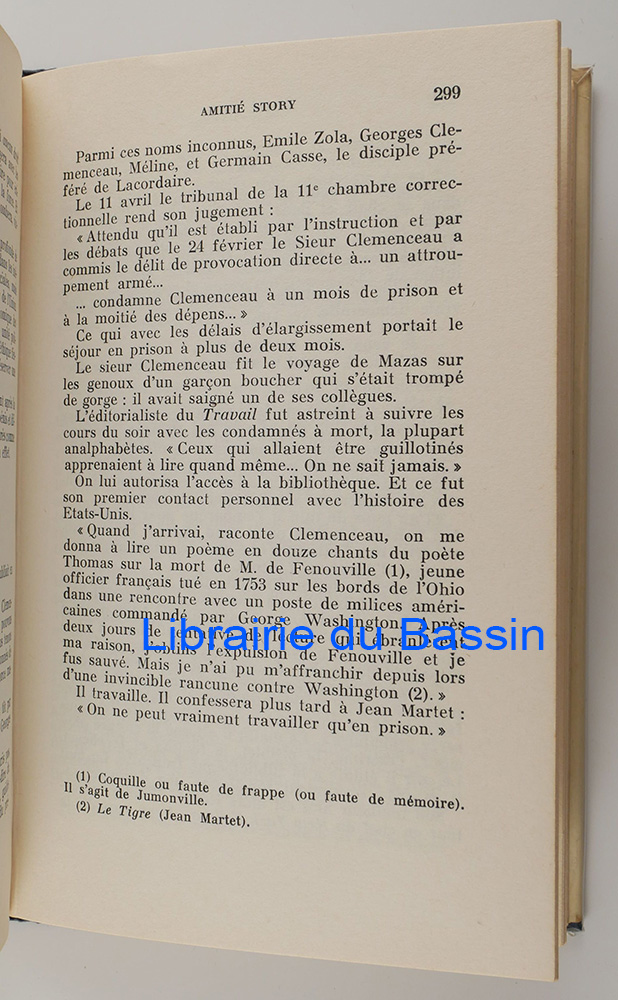 AMITIÉ STORY 299
Parmi ces noms inconnus, Emile Zola, Georges Cle-
menceau, Méline, et Germain Casse, le disciple pré-
féré de Lacordaire.
Le 11 avril le tribunal de la 11e chambre correc-
tionnelle rend son jugement :
« Attendu qu'il est établi par l'instruction et par
les débats que le 24 février le Sieur Clemenceau a
commis le délit de provocation directe à... un attrou-
pement armé...
... condamne Clemenceau à un mois de prison et
à la moitié des dépens... »
Ce qui avec les délais d'élargissement portait le
séjour en prison à plus de deux mois.
Le sieur Clemenceau fit le voyage de Mazas sur
les genoux d'un garçon boucher qui s'était trompé
de gorge : il avait saigné un de ses collègues.
L'éditorialiste du Travail fut astreint à suivre les
cours du soir avec les condamnés à mort, la plupart
analphabètes. « Ceux qui allaient être guillotinés
apprenaient à lire quand même... On ne sait jamais. »
On lui autorisa l'accès à la bibliothèque. Et ce fut
son premier contact personnel avec l'histoire des
Etats-Unis.
« Quand j'arrivai, raconte Clemenceau, on me
donna à lire un poème en douze chants du poète
Thomas sur la mort de M. de Fenouville (1), jeune
officier français tué en 1753 sur les bords de l'Ohio
dans une rencontre avec un poste de milices améri-
caines commandé par George Washington. Après
deux jours de tentative de lecture qui ébranlèrent
ma raison, j'obtins l'expulsion de Fenouville et je
fus sauvé. Mais je n'ai pu m'affranchir depuis lors
d'une invincible rancune contre Washington (2). »
Il travaille. Il confessera plus tard à Jean Martet :
« On ne peut vraiment travailler qu'en prison. »
(1) Coquille ou faute de frappe (ou faute de mémoire).
Il s'agit de Jumonville.
(2) Le Tigre (Jean Martet).
Librairie du Bassin